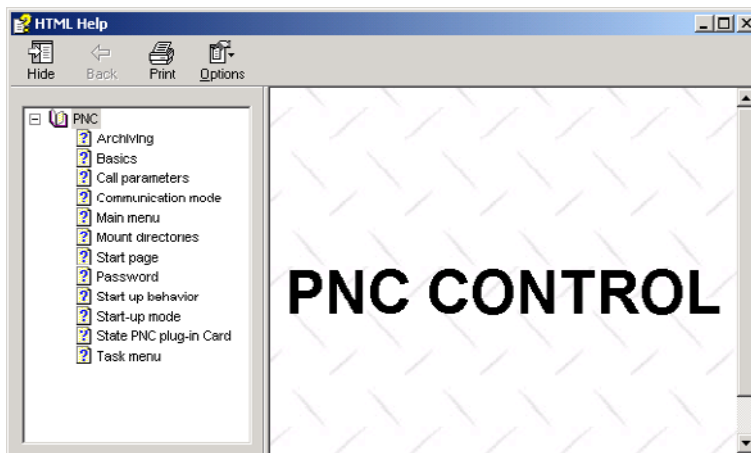 HTML Help
Hide Back Print Options
PNC
Archiving
Basics
Call parameters
Communication mode
Main menu
Mount directories
Start page
Password
Start up behavior
Start-up mode
State PNC plug-in Card
Task menu
PNC CONTROL